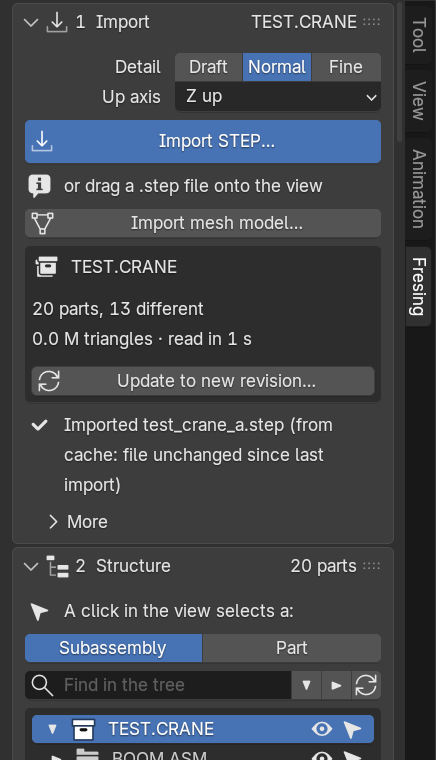 1 Import TEST.CRANE
Detail Draft Normal Fine
Up axis Z up
Import STEP...
or drag a .step file onto the view
Import mesh model...
TEST.CRANE
20 parts, 13 different
0.0 M triangles · read in 1 s
Update to new revision...
Imported test_crane_a.step (from
cache: file unchanged since last
import)
More
2 Structure 20 parts
A click in the view selects a:
Subassembly Part
Find in the tree
TEST.CRANE
BOOM.ASM
Tool
View
Animation
Fresing